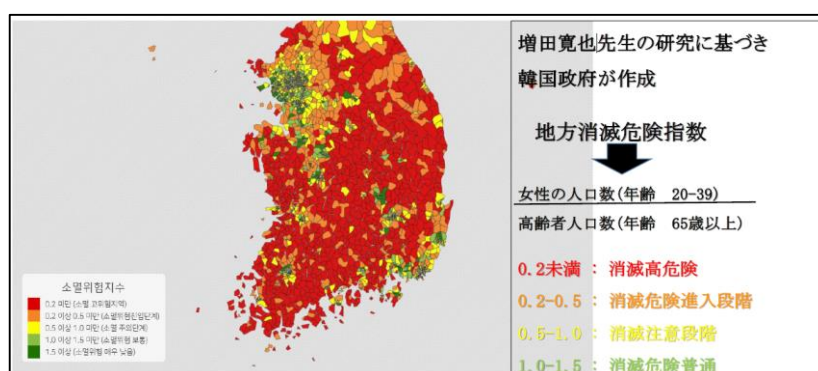 増田寛也先生の研究に基づき
韓国政府が作成
地方消滅危険指数
女性の人口数(年齢 20-39)
高齢者人口数(年齢 65歳以上)
0.2未満 : 消滅高危険
0.2-0.5 : 消滅危険進入段階
0.5-1.0 : 消滅注意段階
1.0-1.5 : 消滅危険普通
소멸위험지수
0.2 미만 (소멸 고위험지역)
0.2 이상 0.5 미만 (소멸위험진입단계)
0.5 이상 1.0 미만 (소멸 주의단계)
1.0 이상 1.5 미만 (소멸위험 보통)
1.5 이상 (소멸위험 매우 낮음)